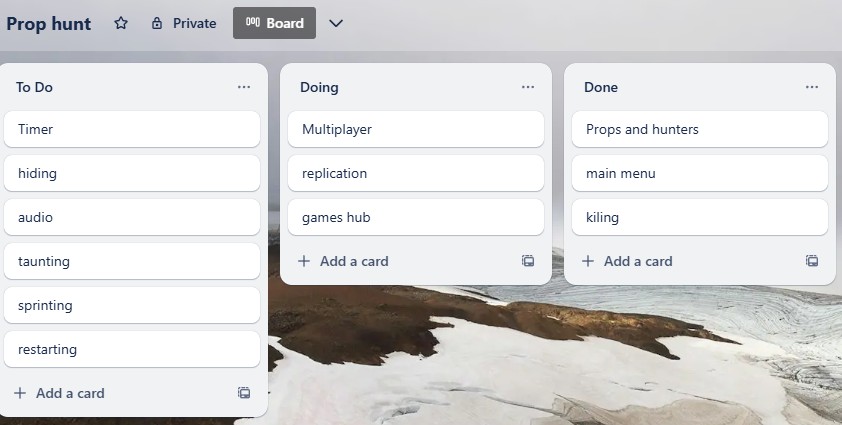 Prop hunt
Private
Board
To Do
Timer
hiding
audio
taunting
sprinting
restarting
Add a card
Doing
Multiplayer
replication
games hub
Add a card
Done
Props and hunters
main menu
kiling
Add a card